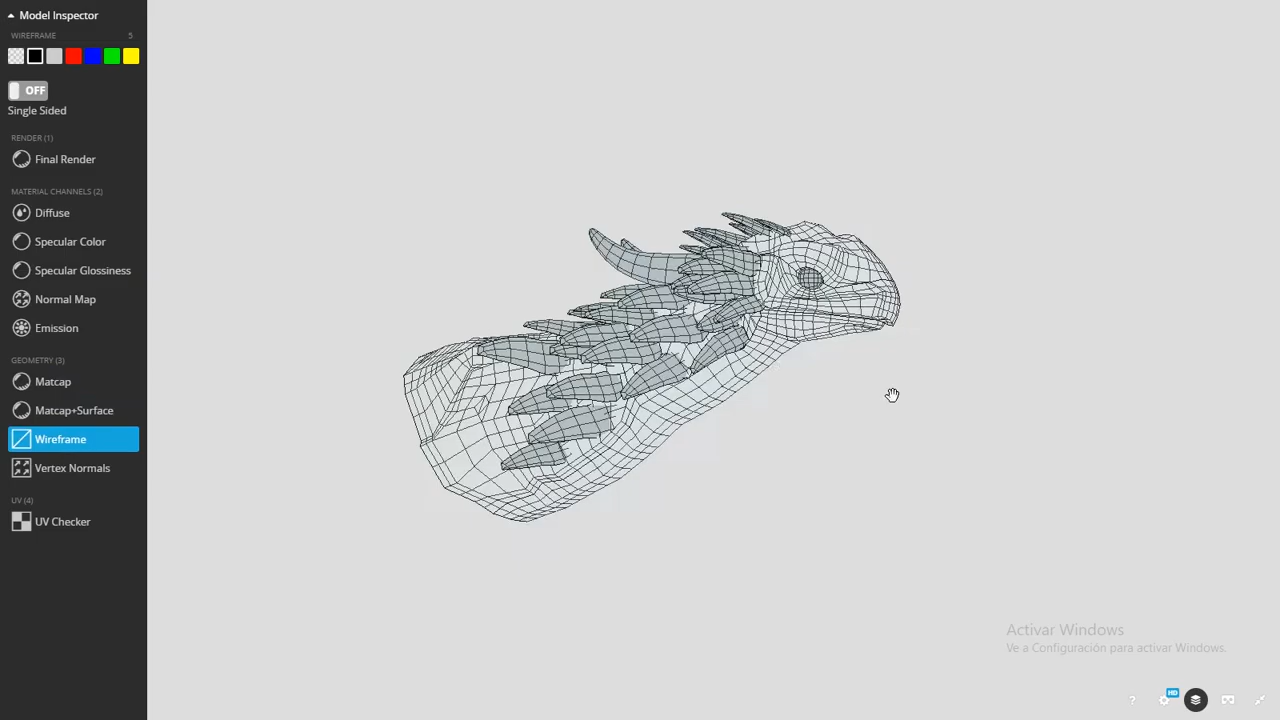 Model Inspector
WIREFRAME 5
OFF
Single Sided
RENDER (1)
Final Render
MATERIAL CHANNELS (2)
Diffuse
Specular Color
Specular Glossiness
Normal Map
Emission
GEOMETRY (3)
Matcap
Matcap+Surface
Wireframe
Vertex Normals
UV (4)
UV Checker
Activar Windows
Ve a Configuración para activar Windows.
? HD